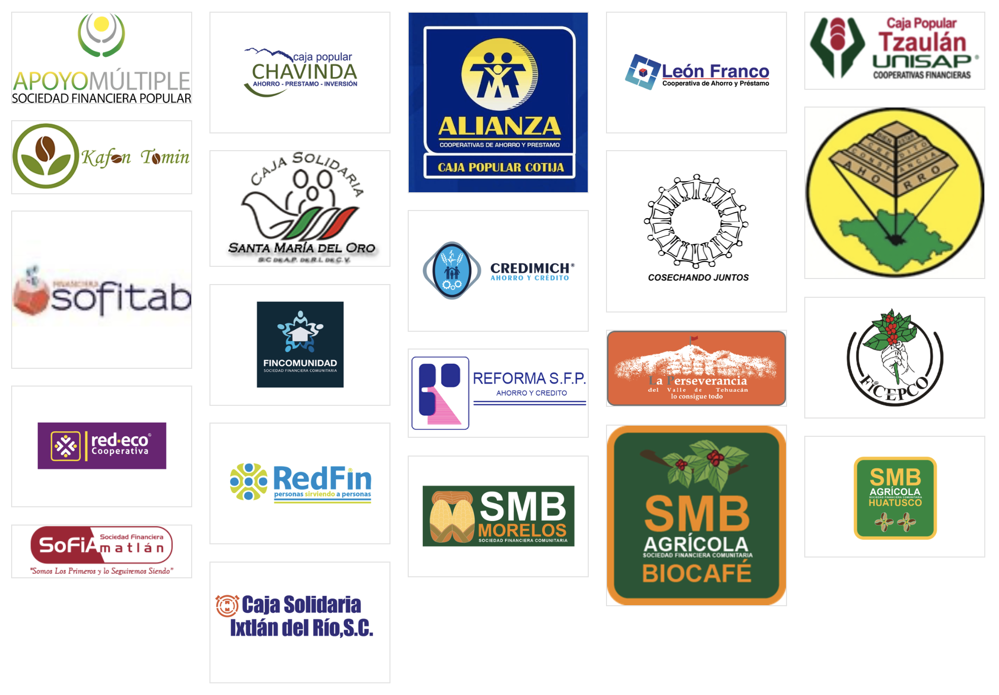 APOYOMÚLTIPLE
SOCIEDAD FINANCIERA POPULAR
Kafen Tomin
FINANCIERA
sofitab
red·eco®
Cooperativa
SoFiA
Sociedad Financiera
matlán
"Somos Los Primeros y lo Seguiremos Siendo"
caja popular
CHAVINDA
AHORRO - PRESTAMO - INVERSIÓN
CAJA SOLIDARIA
SANTA MARÍA DEL ORO
S.C DE A.P. DE R.L. DE C.V.
FINCOMUNIDAD
SOCIEDAD FINANCIERA COMUNITARIA
RedFin®
personas sirviendo a personas
Caja Solidaria
Ixtlán del Río,S.C.
ALIANZA
COOPERATIVAS DE AHORRO Y PRESTAMO
CAJA POPULAR COTIJA
CREDIMICH®
AHORRO Y CRÉDITO
REFORMA S.F.P.
AHORRO Y CREDITO
SMB
MORELOS
SOCIEDAD FINANCIERA COMUNITARIA
León Franco
Cooperativa de Ahorro y Préstamo
COSECHANDO JUNTOS
La Perseverancia
del Valle de Tehuacán
lo consigue todo
SMB
AGRÍCOLA
SOCIEDAD FINANCIERA COMUNITARIA
BIOCAFÉ
Caja Popular
Tzaulán
UNISAP®
COOPERATIVAS FINANCIERAS
CREDITO
CONSTANCIA
AHORRO
FICEPCO
SMB
AGRÍCOLA
SOCIEDAD FINANCIERA COMUNITARIA
HUATUSCO